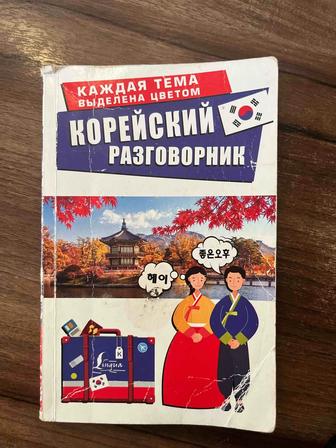 КАЖДАЯ ТЕМА
ВЫДЕЛЕНА ЦВЕТОМ
КОРЕЙСКИЙ
РАЗГОВОРНИК
헤이
좋은오후
Lingua